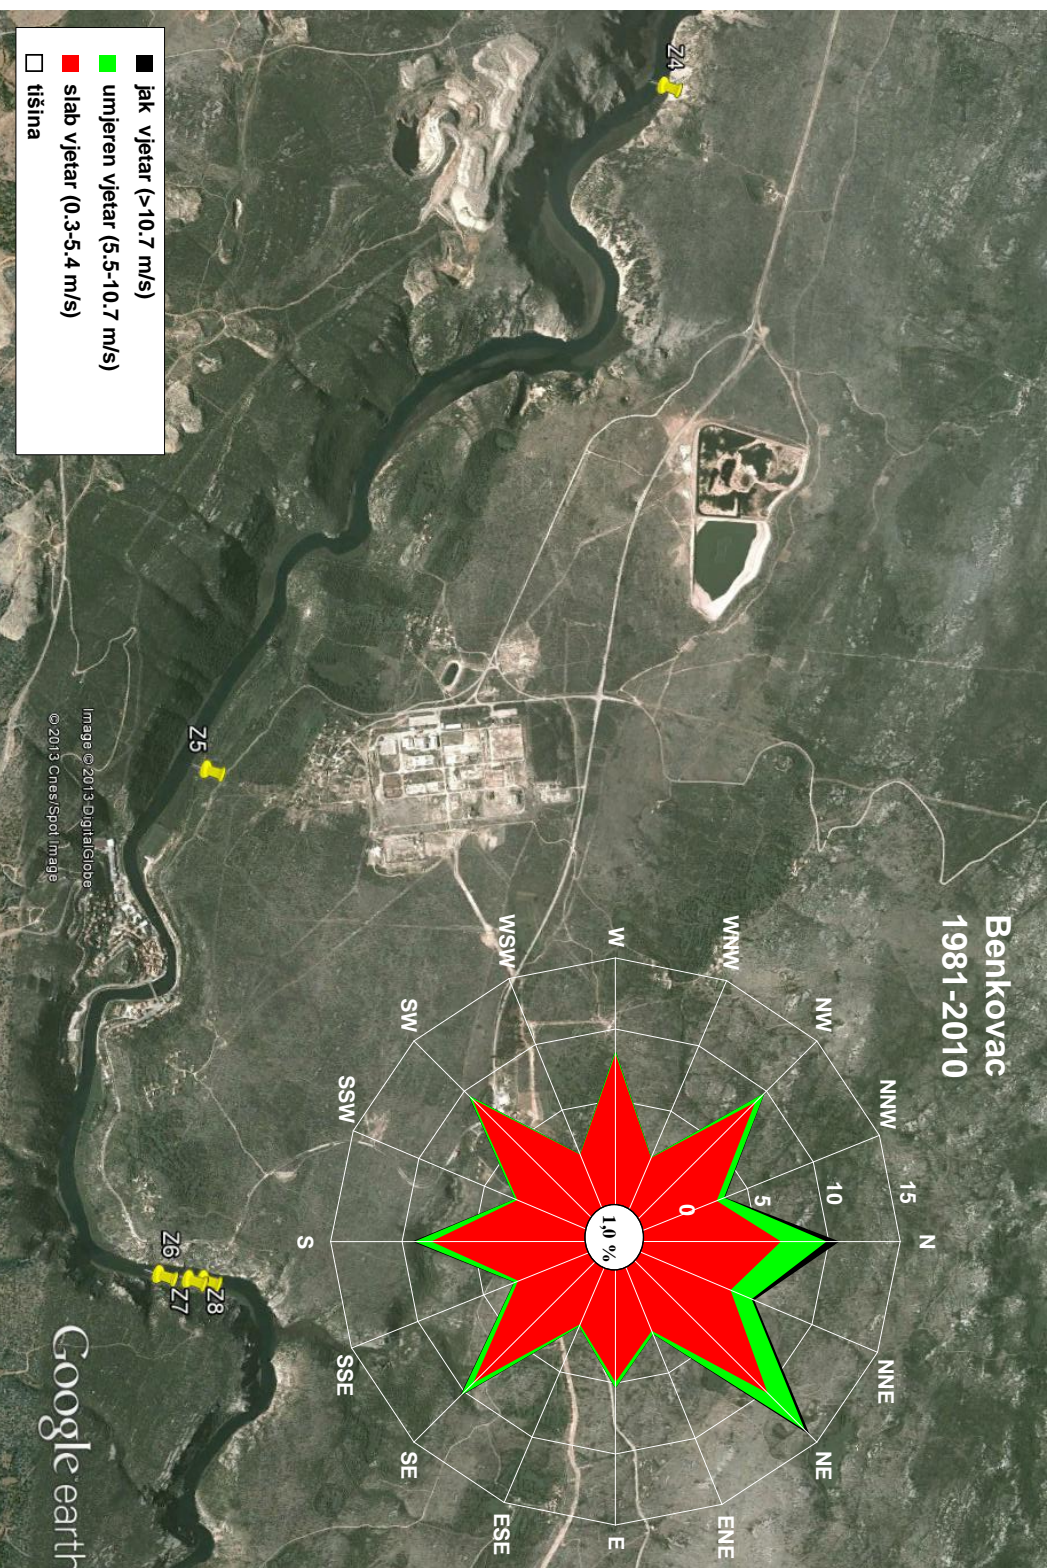 Benkovac
1981-2010
N
NNE
NE
ENE
E
ESE
SE
SSE
S
SSW
SW
WSW
W
WNW
NW
NNW
0
5
10
15
1,0 %
Z4
Z5
Z6
Z7
Z8
jak vjetar (>10.7 m/s)
umjeren vjetar (5.5-10.7 m/s)
slab vjetar (0.3-5.4 m/s)
tišina
Image © 2013 DigitalGlobe
© 2013 Cnes/Spot Image
Google earth